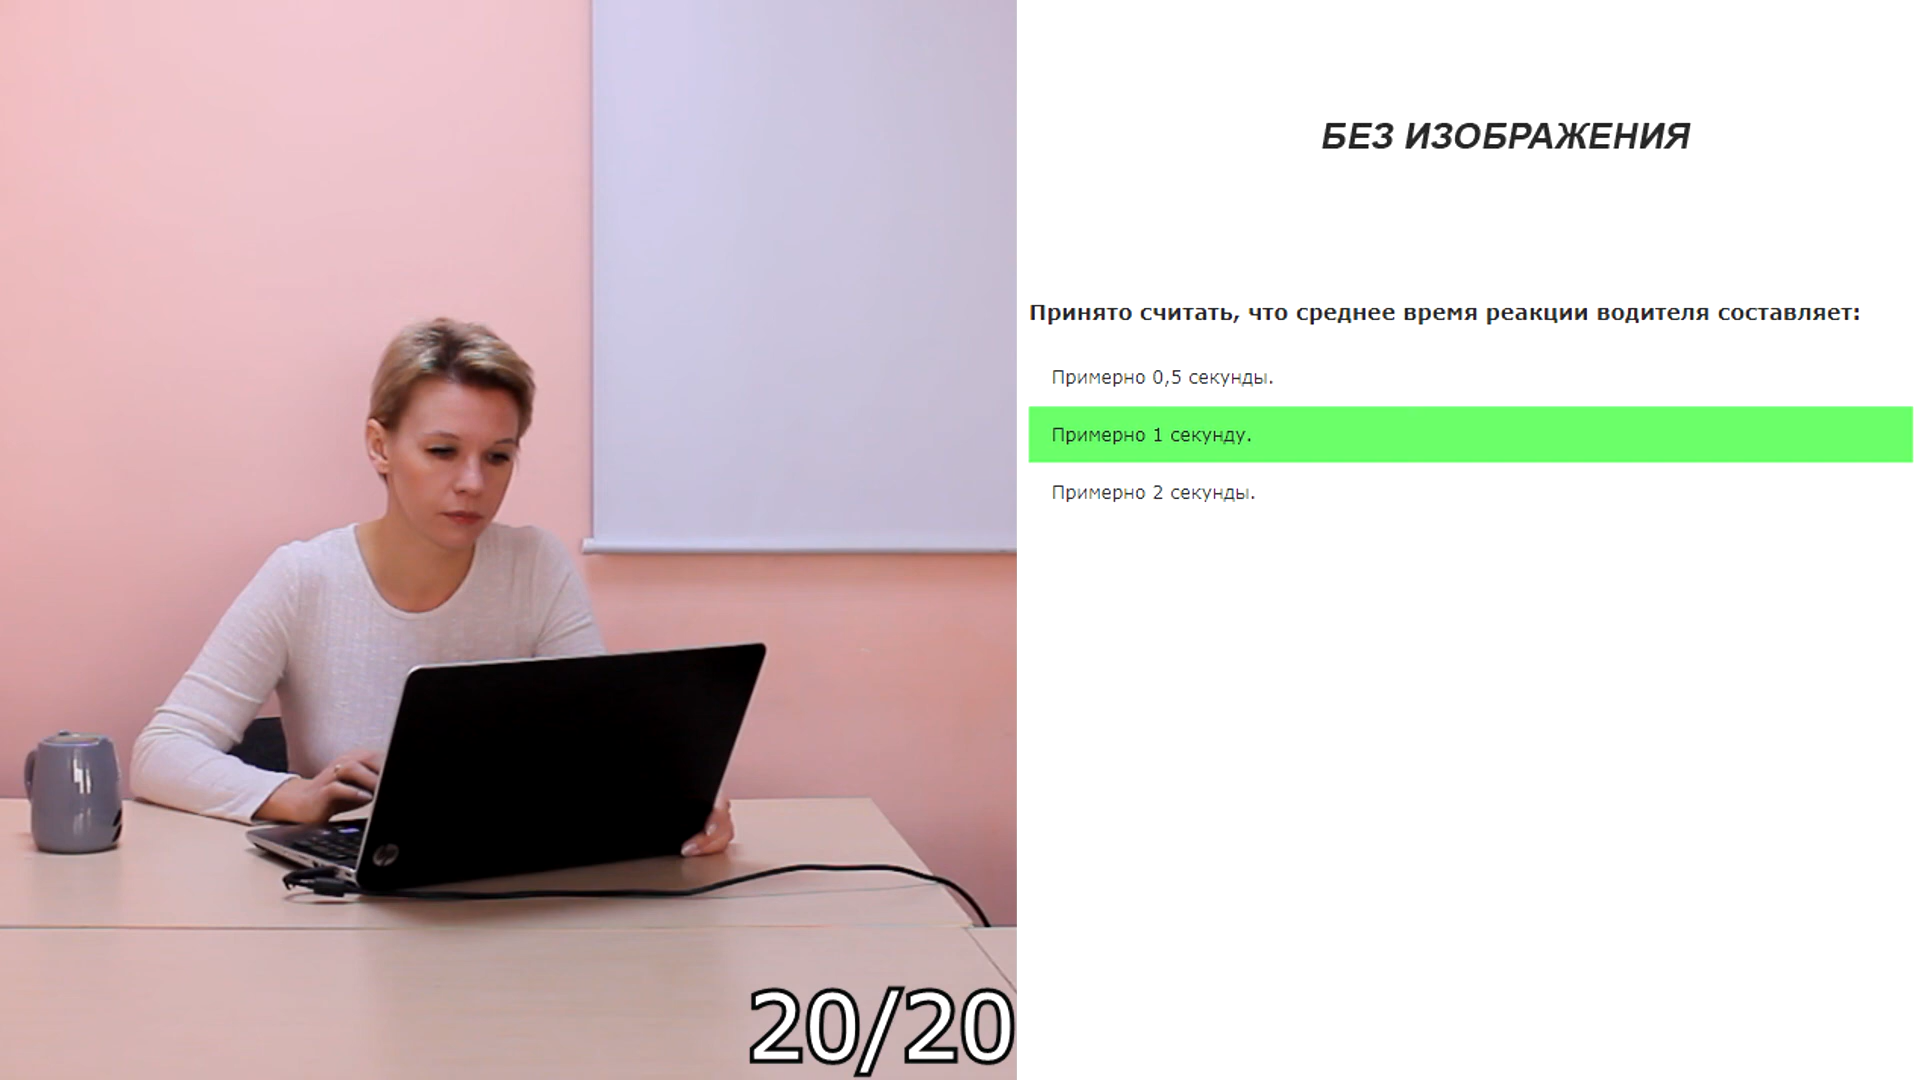 БЕЗ ИЗОБРАЖЕНИЯ
Принято считать, что среднее время реакции водителя составляет:
Примерно 0,5 секунды.
Примерно 1 секунду.
Примерно 2 секунды.
20/20